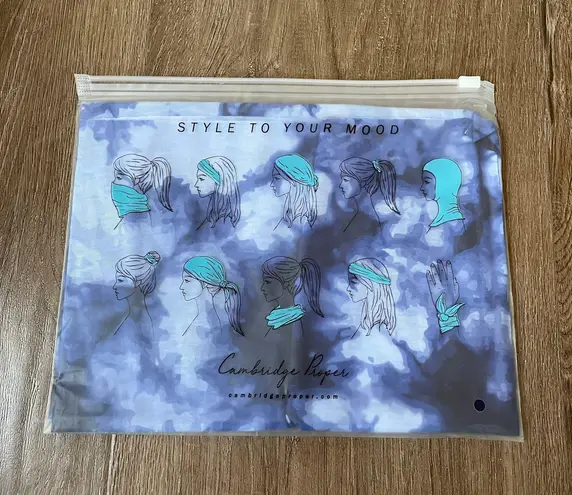 STYLE TO YOUR MOOD
Cambridge Proper
cambridgeproper.com